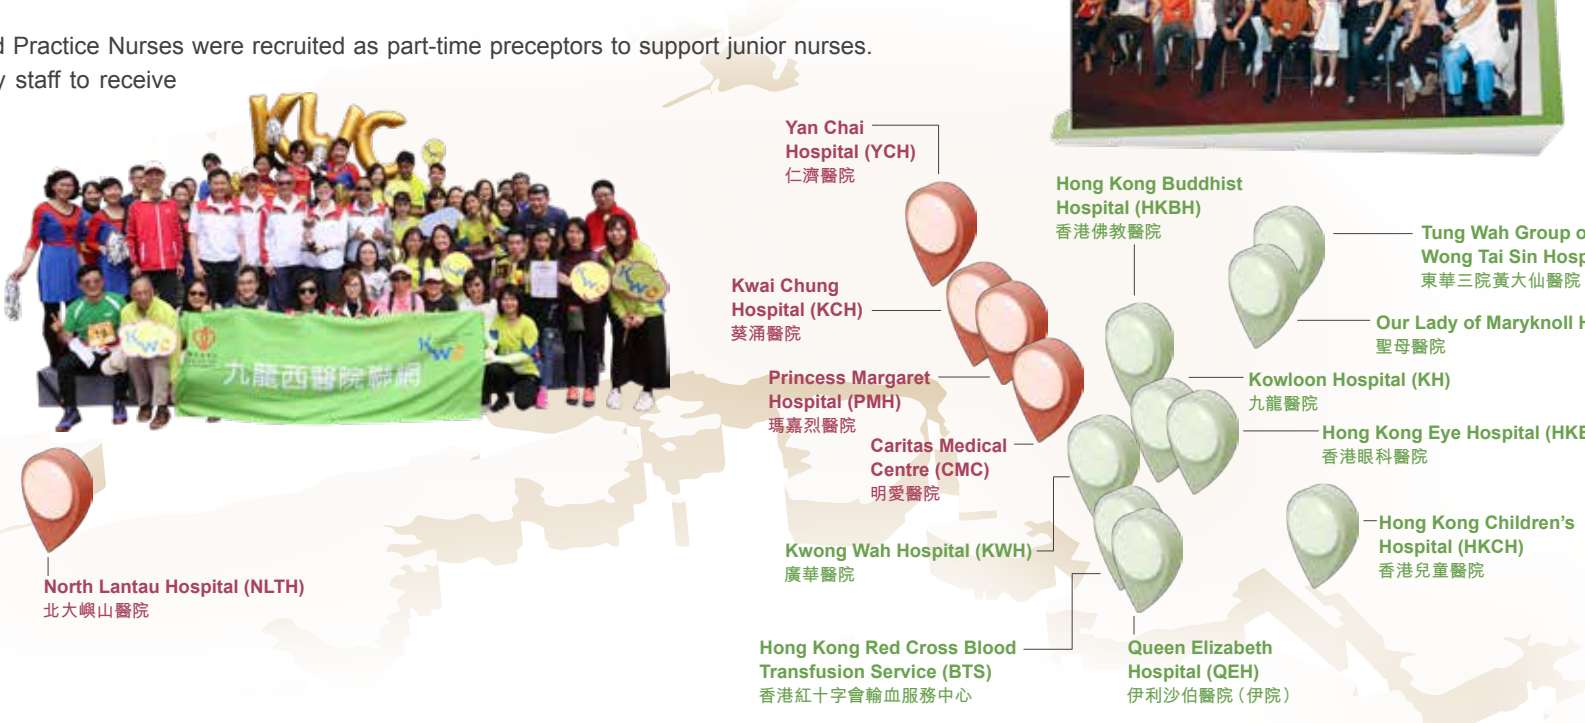 Practice Nurses were recruited as part-time preceptors to support junior nurses.
staff to receive
KWC
九龍西醫院聯網
KWC
Yan Chai
Hospital (YCH)
仁濟醫院
Kwai Chung
Hospital (KCH)
葵涌醫院
Princess Margaret
Hospital (PMH)
瑪嘉烈醫院
Caritas Medical
Centre (CMC)
明愛醫院
North Lantau Hospital (NLTH)
北大嶼山醫院
Hong Kong Buddhist
Hospital (HKBH)
香港佛教醫院
Tung Wah Group
Wong Tai Sin
東華三院黃大仙醫院
Our Lady of Maryknoll
聖母醫院
Kowloon Hospital (KH)
九龍醫院
Hong Kong Eye Hospital
香港眼科醫院
Kwong Wah Hospital (KWH)
廣華醫院
Hong Kong Children’s
Hospital (HKCH)
香港兒童醫院
Hong Kong Red Cross Blood
Transfusion Service (BTS)
香港紅十字會輸血服務中心
Queen Elizabeth
Hospital (QEH)
伊利沙伯醫院（伊院）